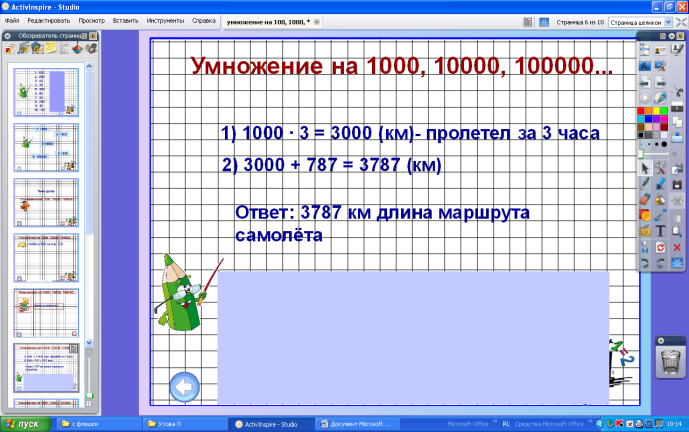 ActivInspire - Studio
Файл Редактировать Просмотр Вставить Инструменты Справка
умножение на 100, 1000, *
Страница 6 из 10
Страница целиком
Обозреватель страниц
Умножение на 1000, 10000, 100000...
1) 1000 · 3 = 3000 (км)- пролетел за 3 часа
2) 3000 + 787 = 3787 (км)
Ответ: 3787 км длина маршрута
самолёта
пуск
с флешки
Усова П
ActivInspire - Studio
Документ Microsoft ...
Microsoft Office
RL
Средства Microsoft Office
10:14